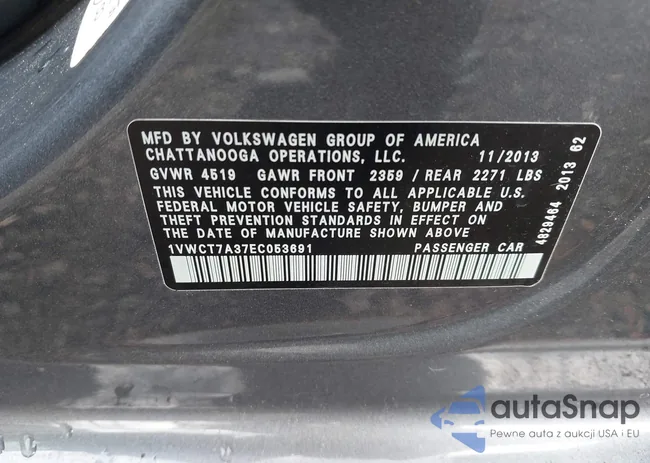 MFD BY VOLKSWAGEN GROUP OF AMERICA
CHATTANOOGA OPERATIONS, LLC. 11/2013
GVWR 4519 GAWR FRONT 2359 / REAR 2271 LBS
THIS VEHICLE CONFORMS TO ALL APPLICABLE U.S.
FEDERAL MOTOR VEHICLE SAFETY, BUMPER AND
THEFT PREVENTION STANDARDS IN EFFECT ON
THE DATE OF MANUFACTURE SHOWN ABOVE
1VWCT7A37EC053691 PASSENGER CAR
4829464 2013 62
autaSnap
Pewne auta z aukcji USA i EU